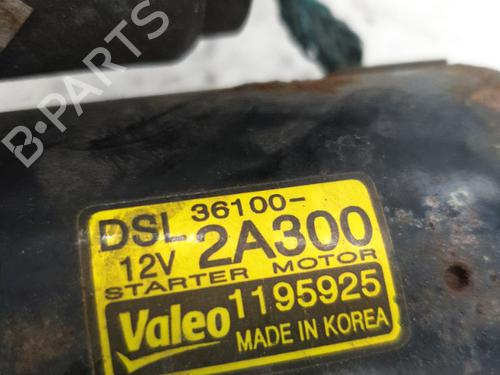 B-PARTS
DSL 36100-
12V 2A300
STARTER MOTOR
Valeo 1195925
MADE IN KOREA